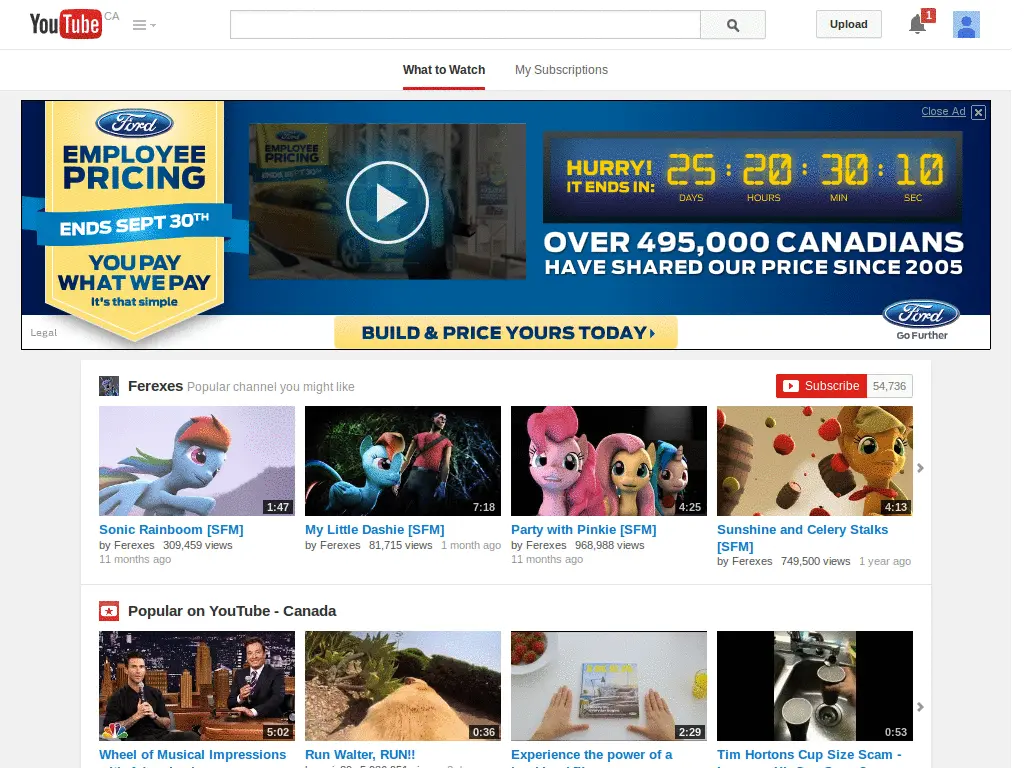 YouTube CA
Upload
1
What to Watch
My Subscriptions
Close Ad
Ford
EMPLOYEE
PRICING
ENDS SEPT 30TH
YOU PAY
WHAT WE PAY
It's that simple
Legal
HURRY!
IT ENDS IN:
25 : 20 : 30 : 10
DAYS HOURS MIN SEC
OVER 495,000 CANADIANS
HAVE SHARED OUR PRICE SINCE 2005
BUILD & PRICE YOURS TODAY
Ford
Go Further
Ferexes Popular channel you might like
Subscribe 54,736
1:47
Sonic Rainboom [SFM]
by Ferexes 309,459 views
11 months ago
7:18
My Little Dashie [SFM]
by Ferexes 81,715 views 1 month ago
4:25
Party with Pinkie [SFM]
by Ferexes 968,988 views
11 months ago
4:13
Sunshine and Celery Stalks
[SFM]
by Ferexes 749,500 views 1 year ago
Popular on YouTube - Canada
5:02
Wheel of Musical Impressions
0:36
Run Walter, RUN!!
2:29
Experience the power of a
0:53
Tim Hortons Cup Size Scam -